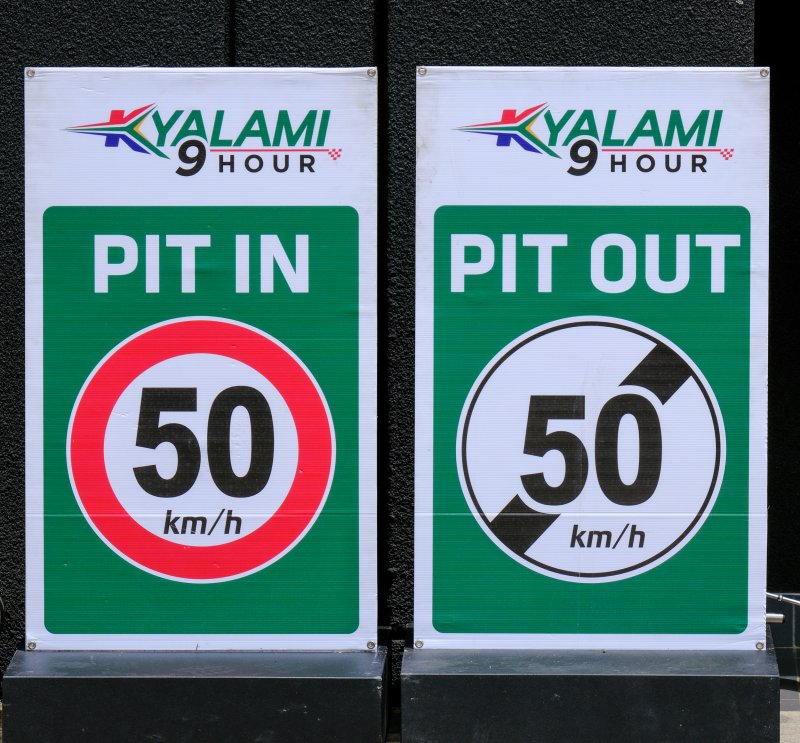 KYALAMI
9 HOUR
PIT IN
50
km/h
KYALAMI
9 HOUR
PIT OUT
50
km/h